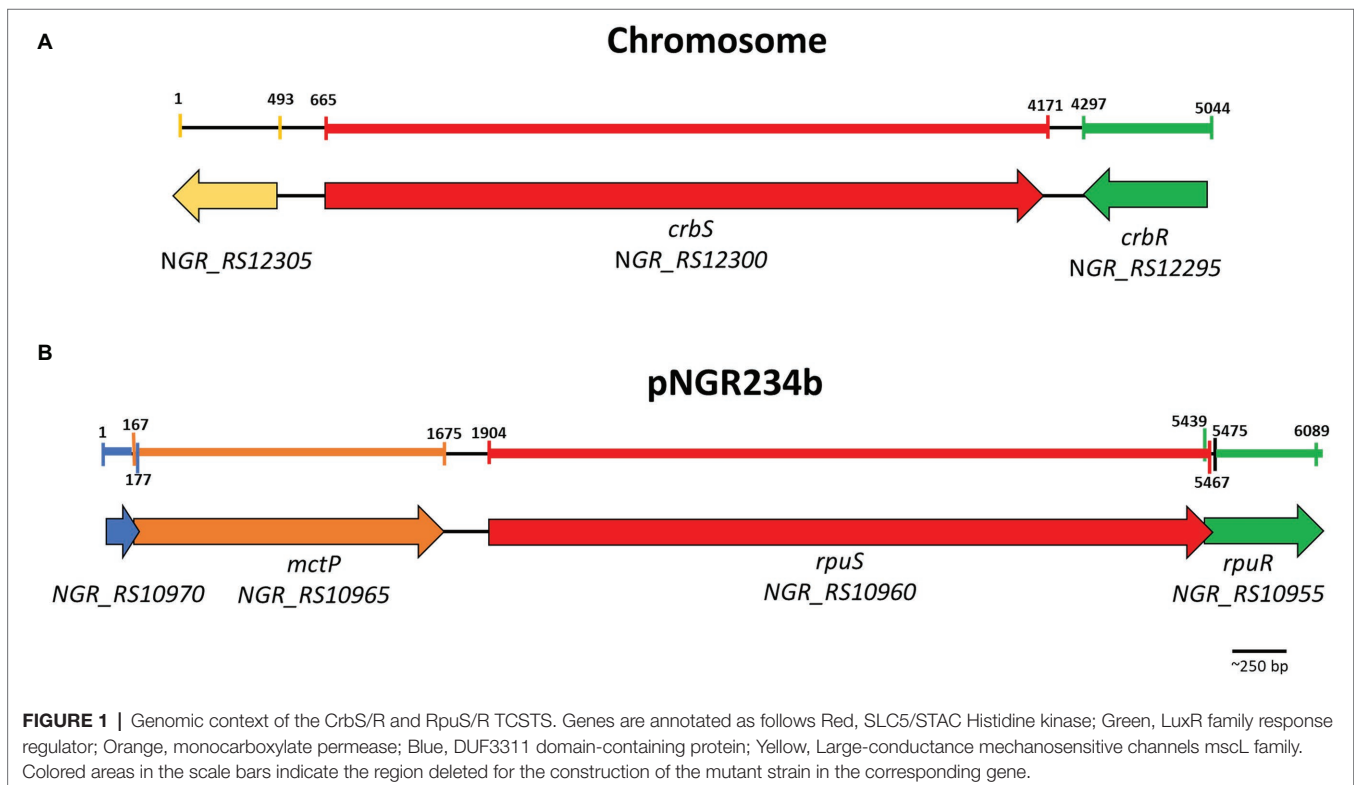 A
Chromosome
1 493 665 4171 4297 5044
crbS
crbR
NGR_RS12305
NGR_RS12300
NGR_RS12295
B
pNGR234b
1 167 1675 1904 5439 5475 6089
177 5467
mctP
rpuS
rpuR
NGR_RS10970
NGR_RS10965
NGR_RS10960
NGR_RS10955
~250 bp
FIGURE 1 | Genomic context of the CrbS/R and RpuS/R TCSTS. Genes are annotated as follows Red, SLC5/STAC Histidine kinase; Green, LuxR family response
regulator; Orange, monocarboxylate permease; Blue, DUF3311 domain-containing protein; Yellow, Large-conductance mechanosensitive channels mscL family.
Colored areas in the scale bars indicate the region deleted for the construction of the mutant strain in the corresponding gene.